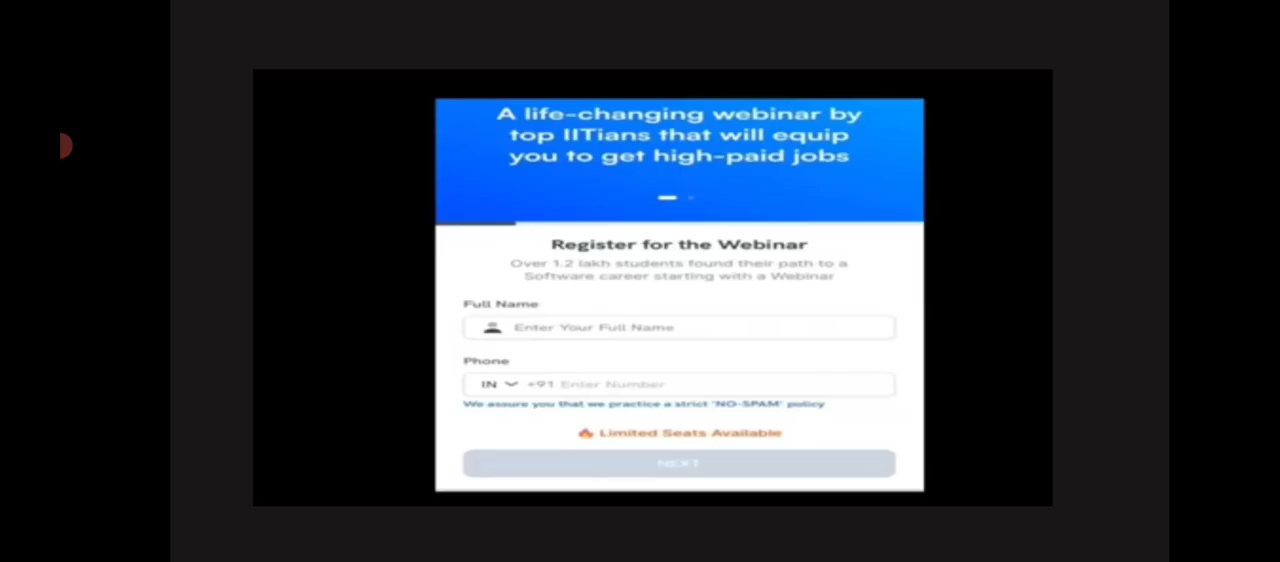 A life-changing webinar by
top IITians that will equip
you to get high-paid jobs
Register for the Webinar
Over 1.2 lakh students found their path to a
Software career starting with a Webinar
Full Name
Enter Your Full Name
Phone
IN +91 Enter Number
We assure you that we practice a strict "NO-SPAM" policy
🔥 Limited Seats Available
NEXT